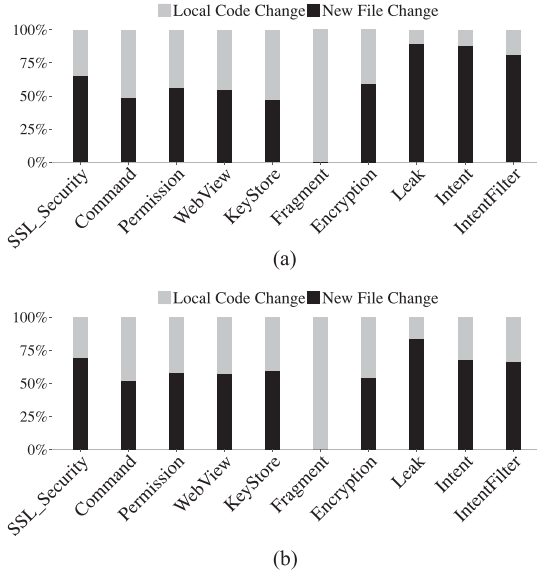 Local Code Change New File Change
100%
75%
50%
25%
0%
SSL_Security Command Permission WebView KeyStore Fragment Encryption Leak Intent IntentFilter
(a)
Local Code Change New File Change
100%
75%
50%
25%
0%
SSL_Security Command Permission WebView KeyStore Fragment Encryption Leak Intent IntentFilter
(b)